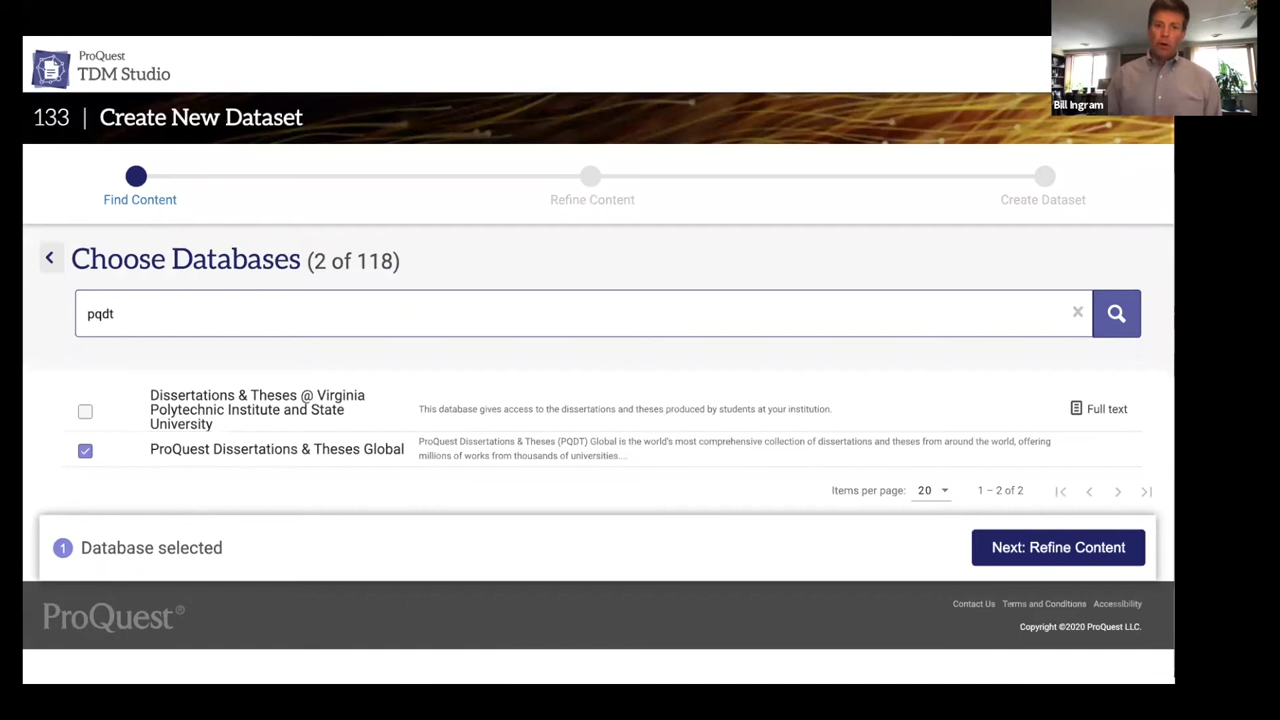 ProQuest
TDM Studio
Bill Ingram
133 | Create New Dataset
Find Content
Refine Content
Create Dataset
Choose Databases (2 of 118)
pqdt
Dissertations & Theses @ Virginia
Polytechnic Institute and State
University
This database gives access to the dissertations and theses produced by students at your institution.
Full text
ProQuest Dissertations & Theses Global
ProQuest Dissertations & Theses (PQDT) Global is the world's most comprehensive collection of dissertations and theses from around the world, offering
millions of works from thousands of universities....
Items per page: 20 1 – 2 of 2
1 Database selected
Next: Refine Content
ProQuest®
Contact Us Terms and Conditions Accessibility
Copyright ©2020 ProQuest LLC.